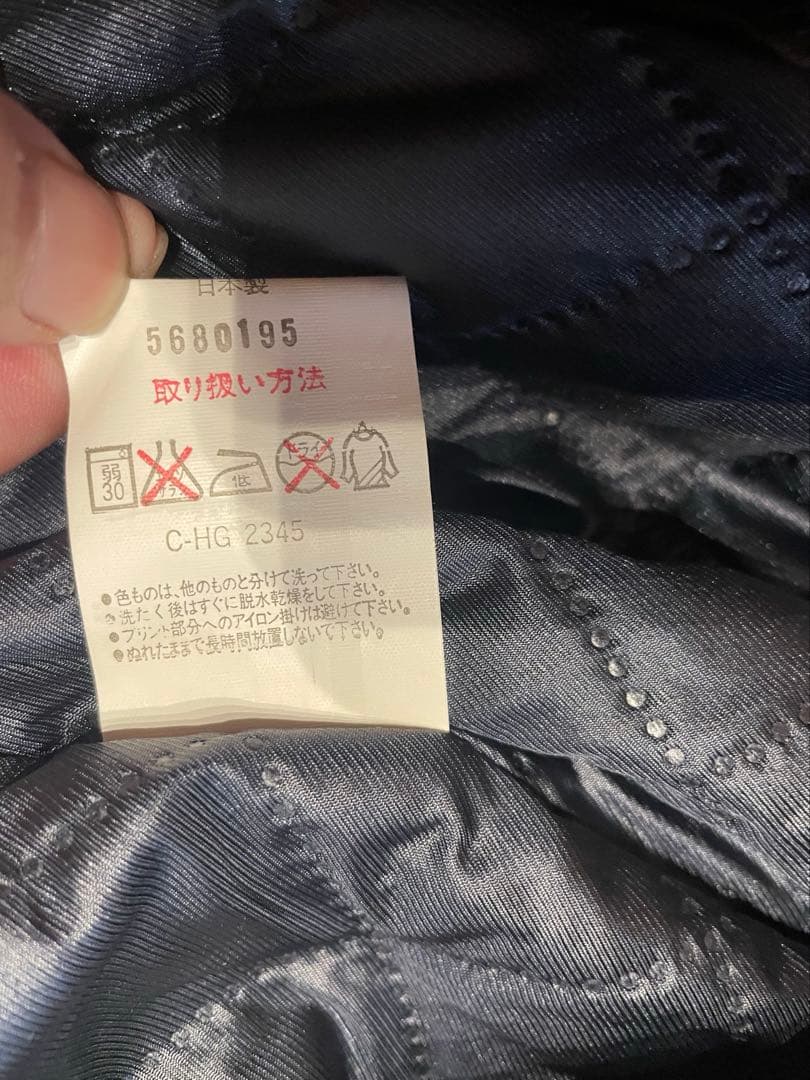 日本製
5680195
取り扱い方法
弱 30 サラシ 低 ドライ
C-HG 2345
●色ものは、他のものと分けて洗って下さい。
●洗たく後はすぐに脱水乾燥をして下さい。
●プリント部分へのアイロン掛けは避けて下さい。
●ぬれたままで長時間放置しないで下さい。